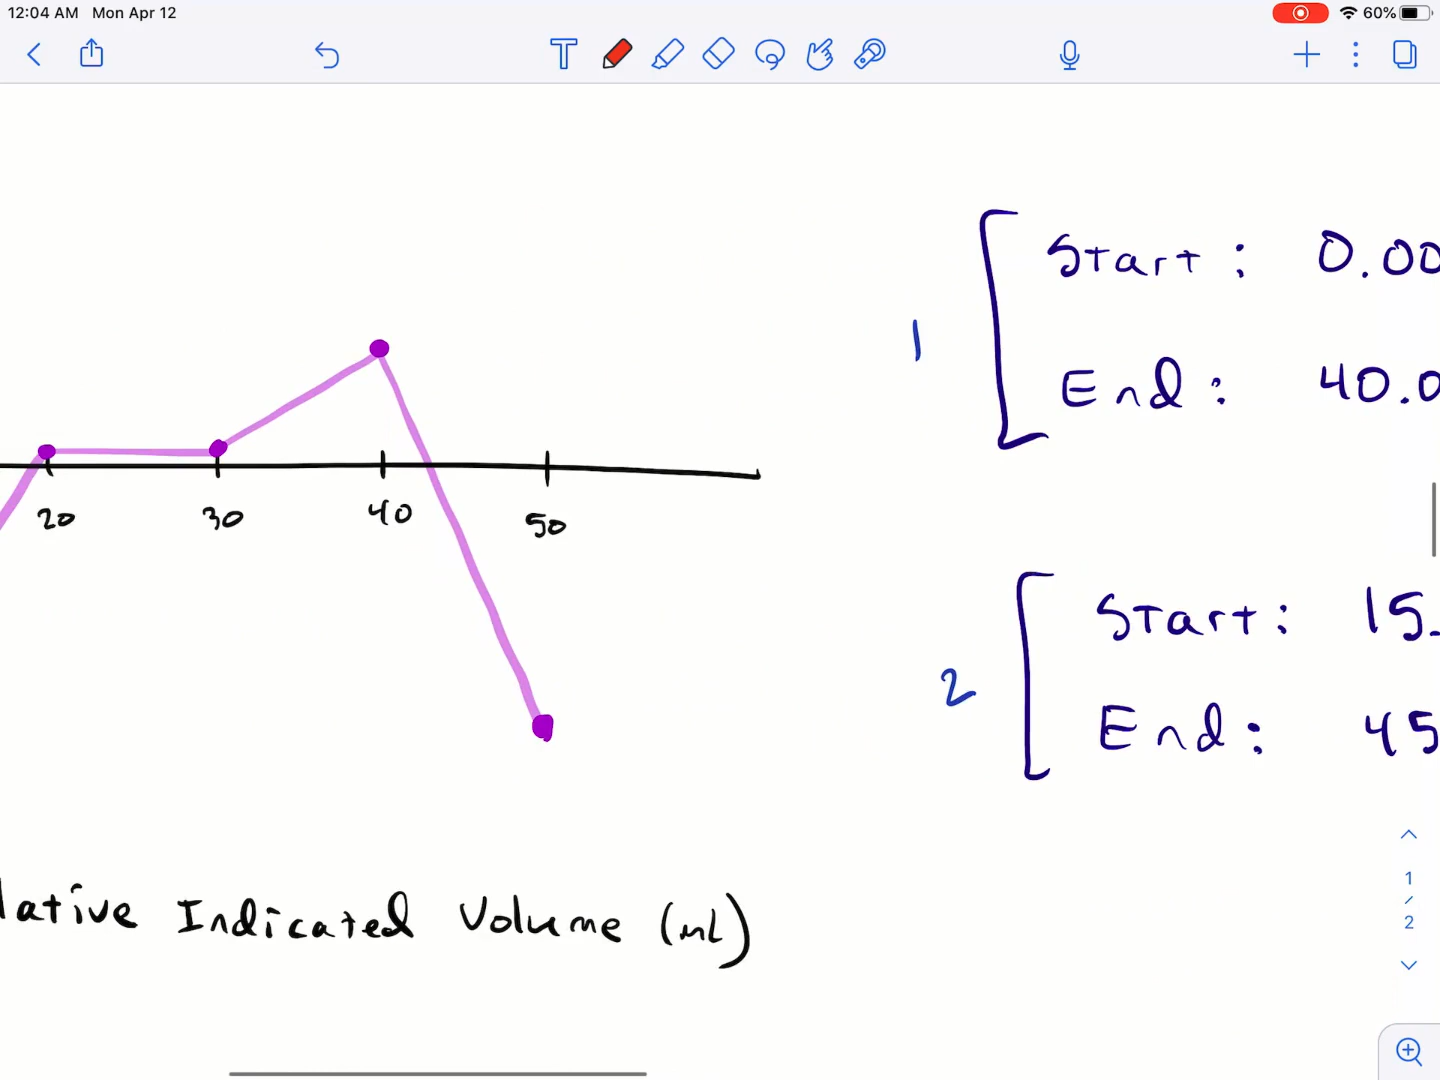 12:04 AM Mon Apr 12
60%
1
Start: 0.00
End: 40.0
20 30 40 50
2
Start: 15.
End: 45
lative Indicated Volume (mL)
1
2